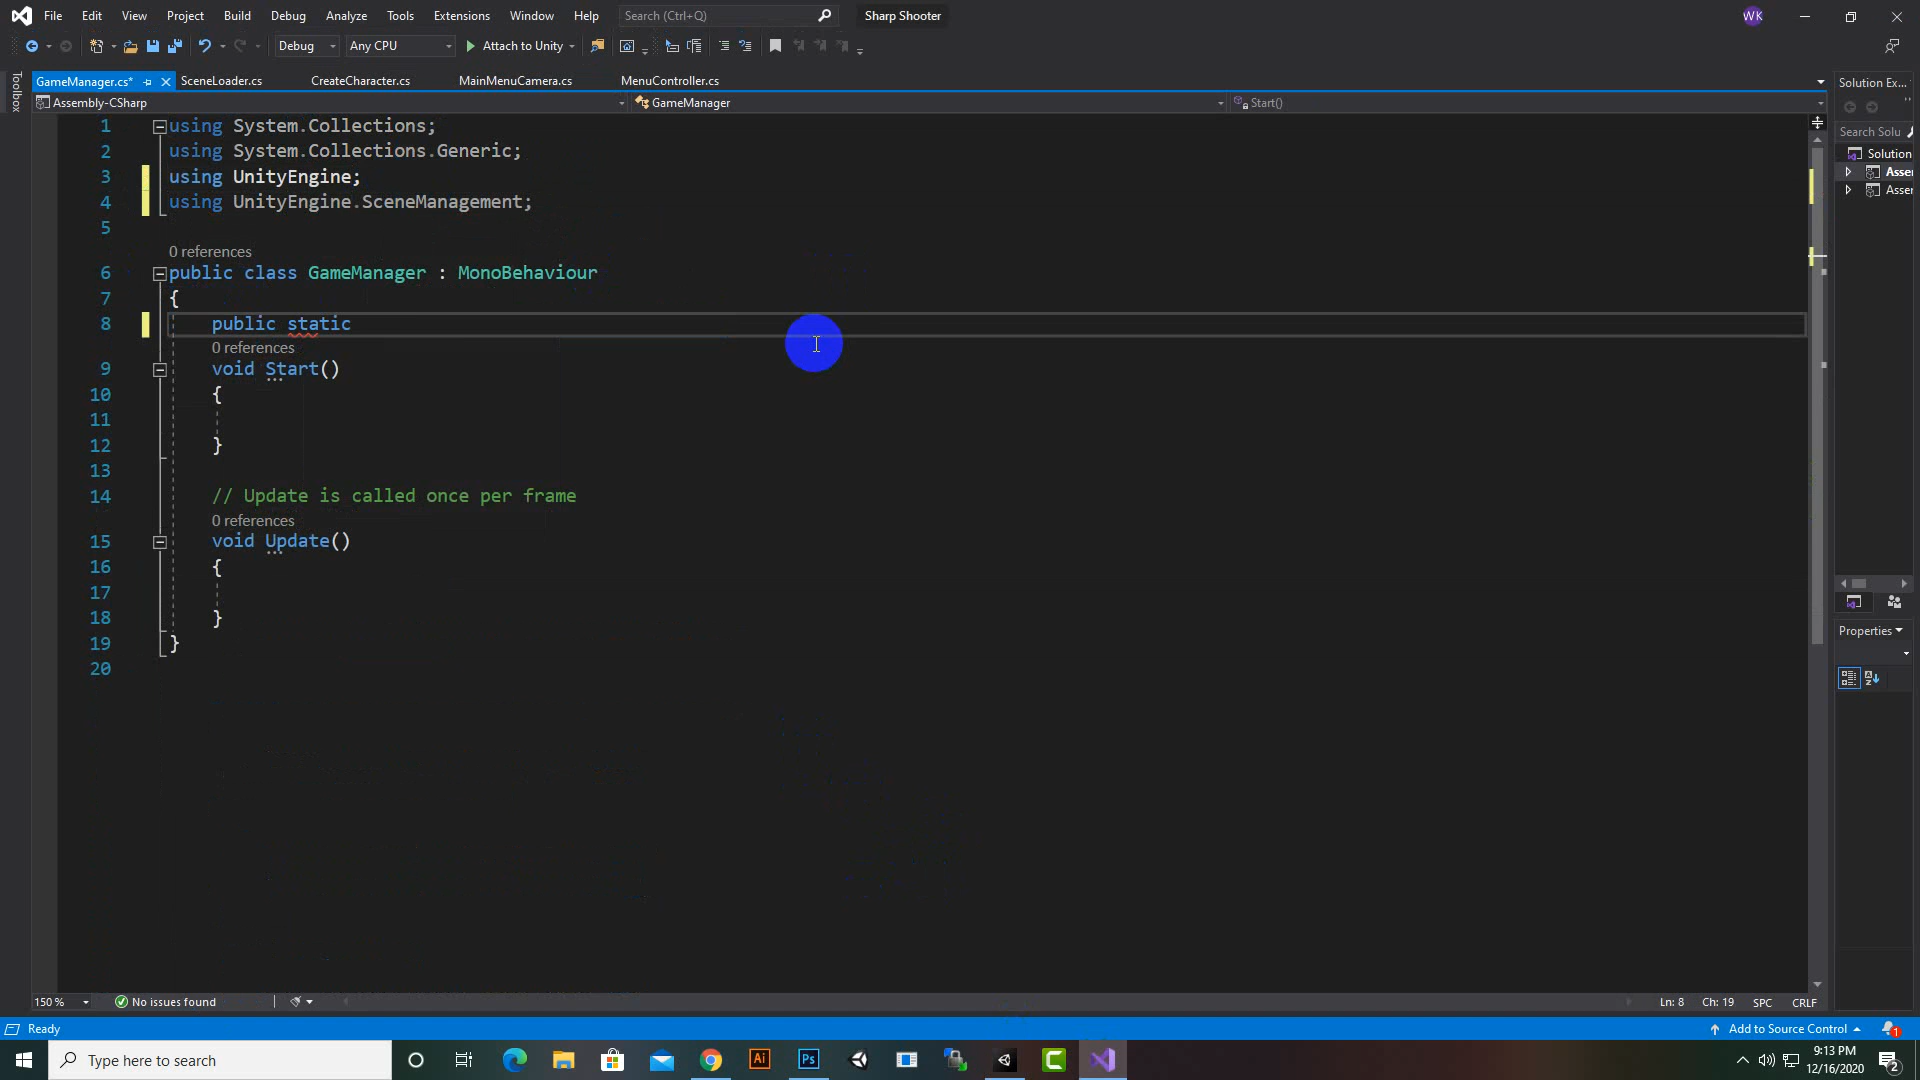 File Edit View Project Build Debug Analyze Tools Extensions Window Help Search (Ctrl+Q) Sharp Shooter WK
Debug Any CPU Attach to Unity
Toolbox
GameManager.cs* SceneLoader.cs CreateCharacter.cs MainMenuCamera.cs MenuController.cs
Assembly-CSharp GameManager Start()
Solution Ex...
Search Solu
Solution
Asse
Asse
Properties
1 using System.Collections;
2 using System.Collections.Generic;
3 using UnityEngine;
4 using UnityEngine.SceneManagement;
5
0 references
6 public class GameManager : MonoBehaviour
7 {
8 public static
0 references
9 void Start()
10 {
11
12 }
13
14 // Update is called once per frame
0 references
15 void Update()
16 {
17
18 }
19 }
20
150 % No issues found Ln: 8 Ch: 19 SPC CRLF
Ready Add to Source Control 1
Type here to search Ai Ps 9:13 PM
12/16/2020 2